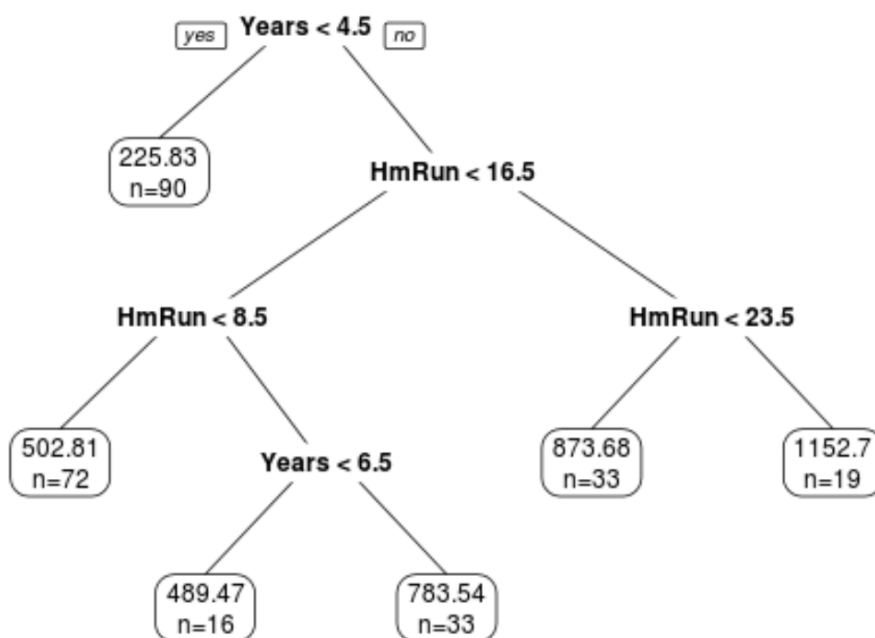 yes Years < 4.5 no
225.83
n=90
HmRun < 16.5
HmRun < 8.5
HmRun < 23.5
502.81
n=72
Years < 6.5
873.68
n=33
1152.7
n=19
489.47
n=16
783.54
n=33